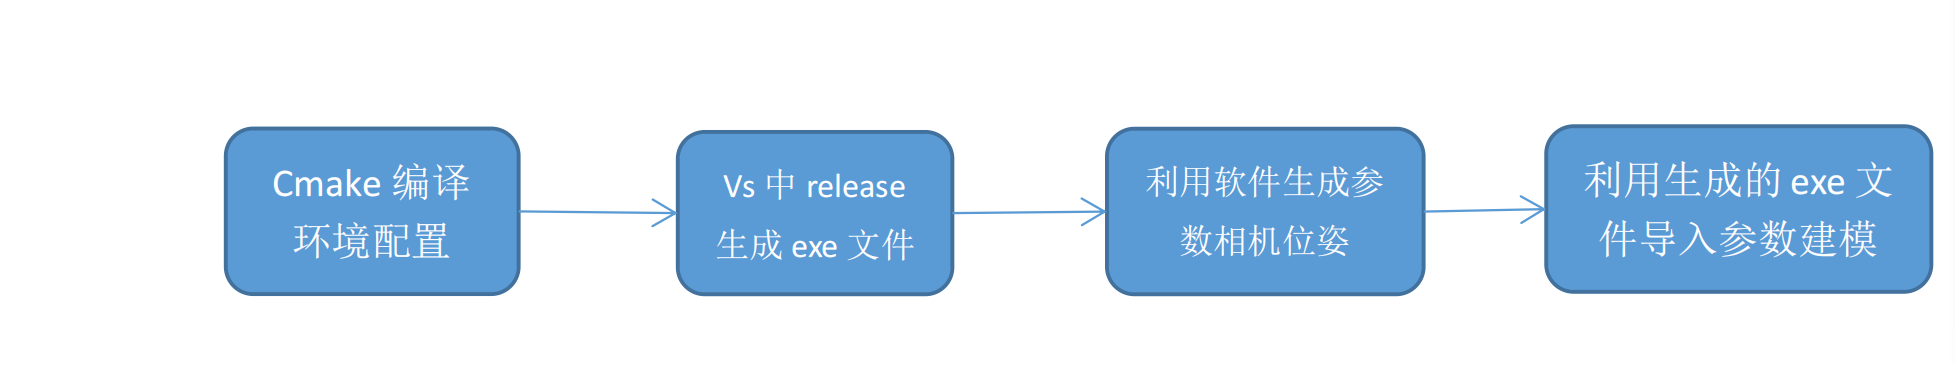 Cmake 编译
环境配置
Vs 中 release
生成 exe 文件
利用软件生成参
数相机位姿
利用生成的 exe 文
件导入参数建模